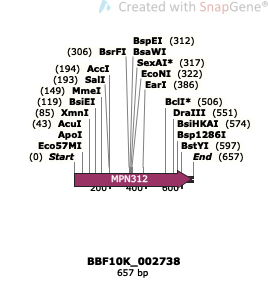 Created with SnapGene®
BspEI (312)
(306) BsrFI BsaWI
SexAI* (317)
(194) AccI EcoNI (322)
(193) SalI EarI (386)
(149) MmeI
(119) BsiEI BclI* (506)
(85) XmnI DraIII (551)
(43) AcuI BsiHKAI (574)
ApoI Bsp1286I
Eco57MI BstYI (597)
(0) Start End (657)
MPN312
200 400 600
BBF10K_002738
657 bp